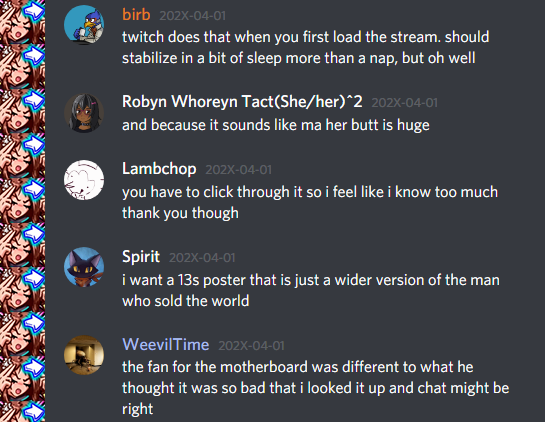 birb 202X-04-01
twitch does that when you first load the stream. should
stabilize in a bit of sleep more than a nap, but oh well
Robyn Whoreyn Tact(She/her)^2 202X-04-01
and because it sounds like ma her butt is huge
Lambchop 202X-04-01
you have to click through it so i feel like i know too much
thank you though
Spirit 202X-04-01
i want a 13s poster that is just a wider version of the man
who sold the world
WeevilTime 202X-04-01
the fan for the motherboard was different to what he
thought it was so bad that i looked it up and chat might be
right